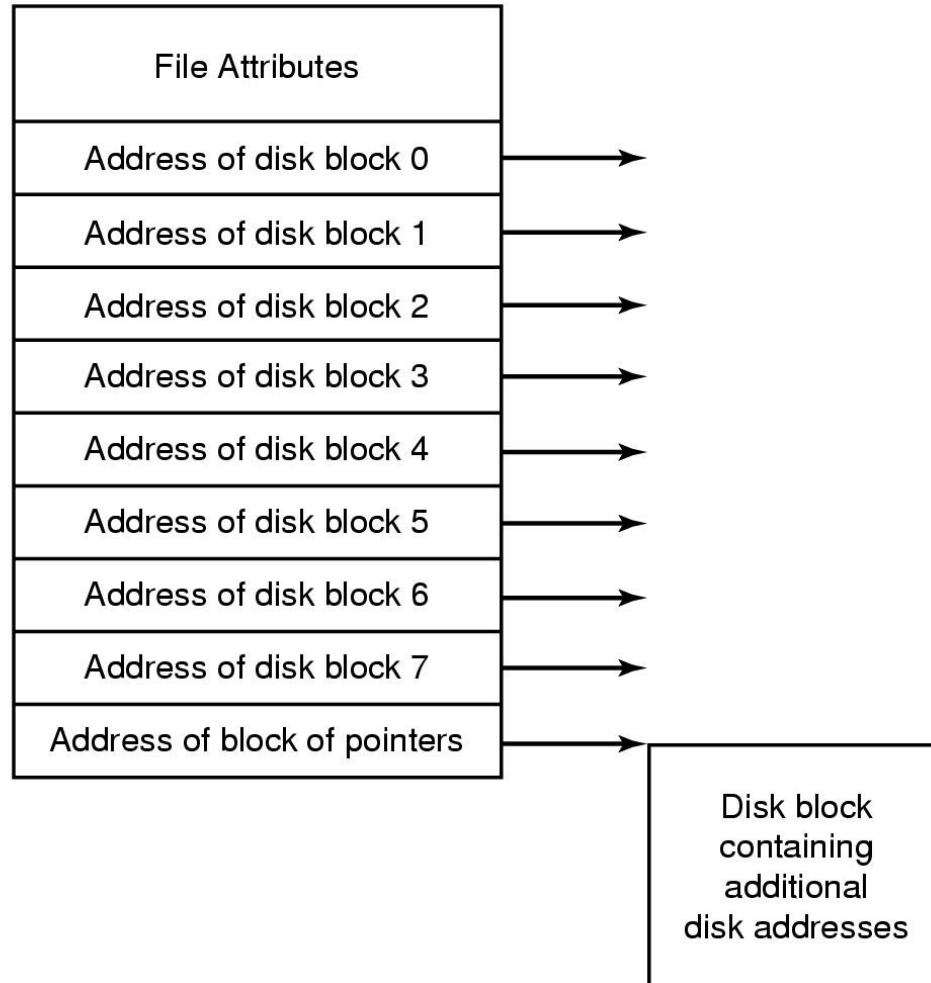 File Attributes
Address of disk block 0
Address of disk block 1
Address of disk block 2
Address of disk block 3
Address of disk block 4
Address of disk block 5
Address of disk block 6
Address of disk block 7
Address of block of pointers
Disk block
containing
additional
disk addresses